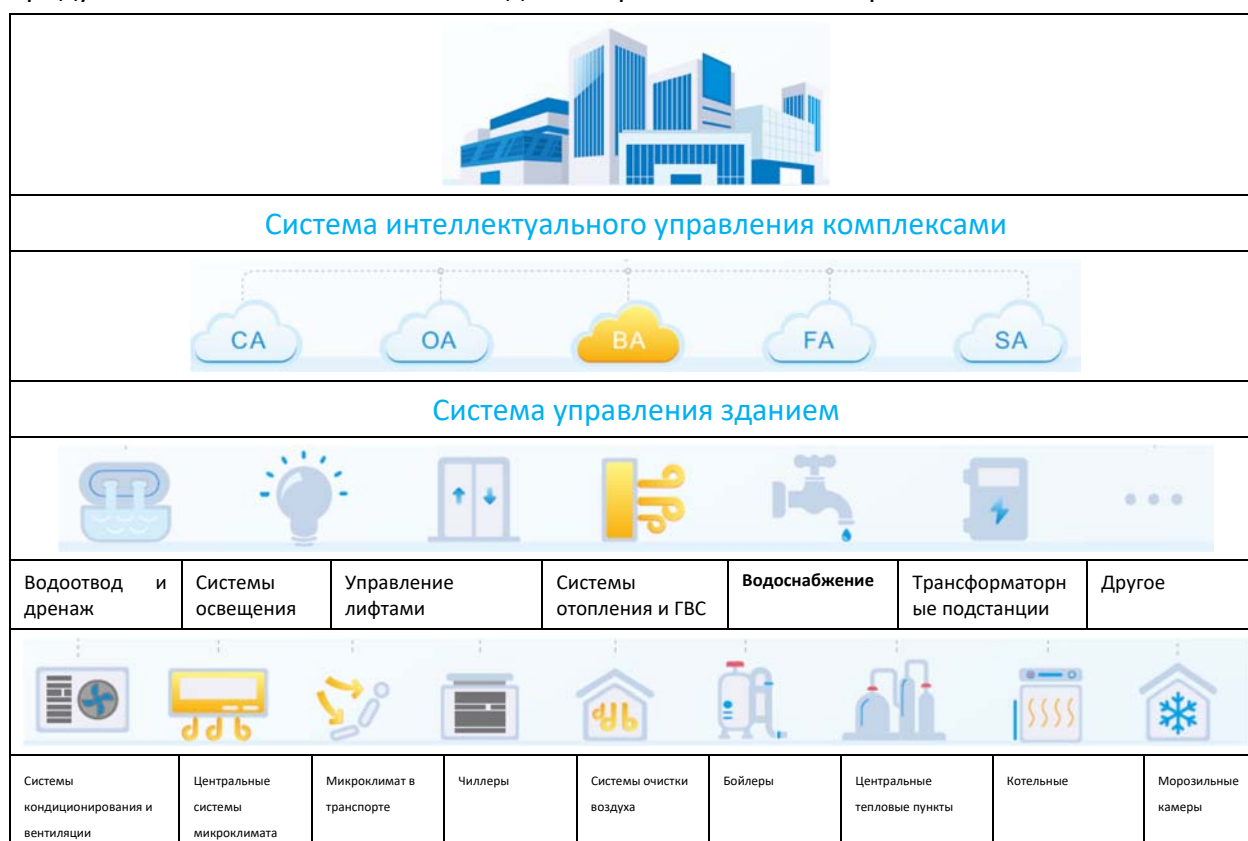 Система интеллектуального управления комплексами
CA OA BA FA SA
Система управления зданием
Водоотвод и дренаж
Системы освещения
Управление лифтами
Системы отопления и ГВС
Водоснабжение
Трансформаторн
ые подстанции
Другое
Системы
кондиционирования и
вентиляции
Центральные
системы
микроклимата
Микроклимат в
транспорте
Чиллеры
Системы очистки
воздуха
Бойлеры
Центральные
тепловые пункты
Котельные
Морозильные
камеры